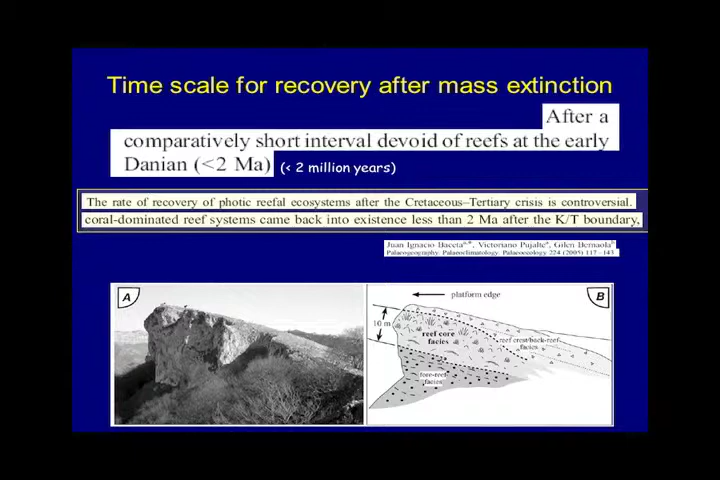 Time scale for recovery after mass extinction
After a
comparatively short interval devoid of reefs at the early
Danian (<2 Ma) (< 2 million years)
The rate of recovery of photic reefal ecosystems after the Cretaceous–Tertiary crisis is controversial.
coral-dominated reef systems came back into existence less than 2 Ma after the K/T boundary,
Juan Ignacio Baceta a,*, Victoriano Pujalte a, Gilen Bernaola b
Palaeogeography, Palaeoclimatology, Palaeoecology 224 (2005) 117–143
A
platform edge
B
10 m
reef core
facies
reef crest/back-reef
facies
fore-reef
facies